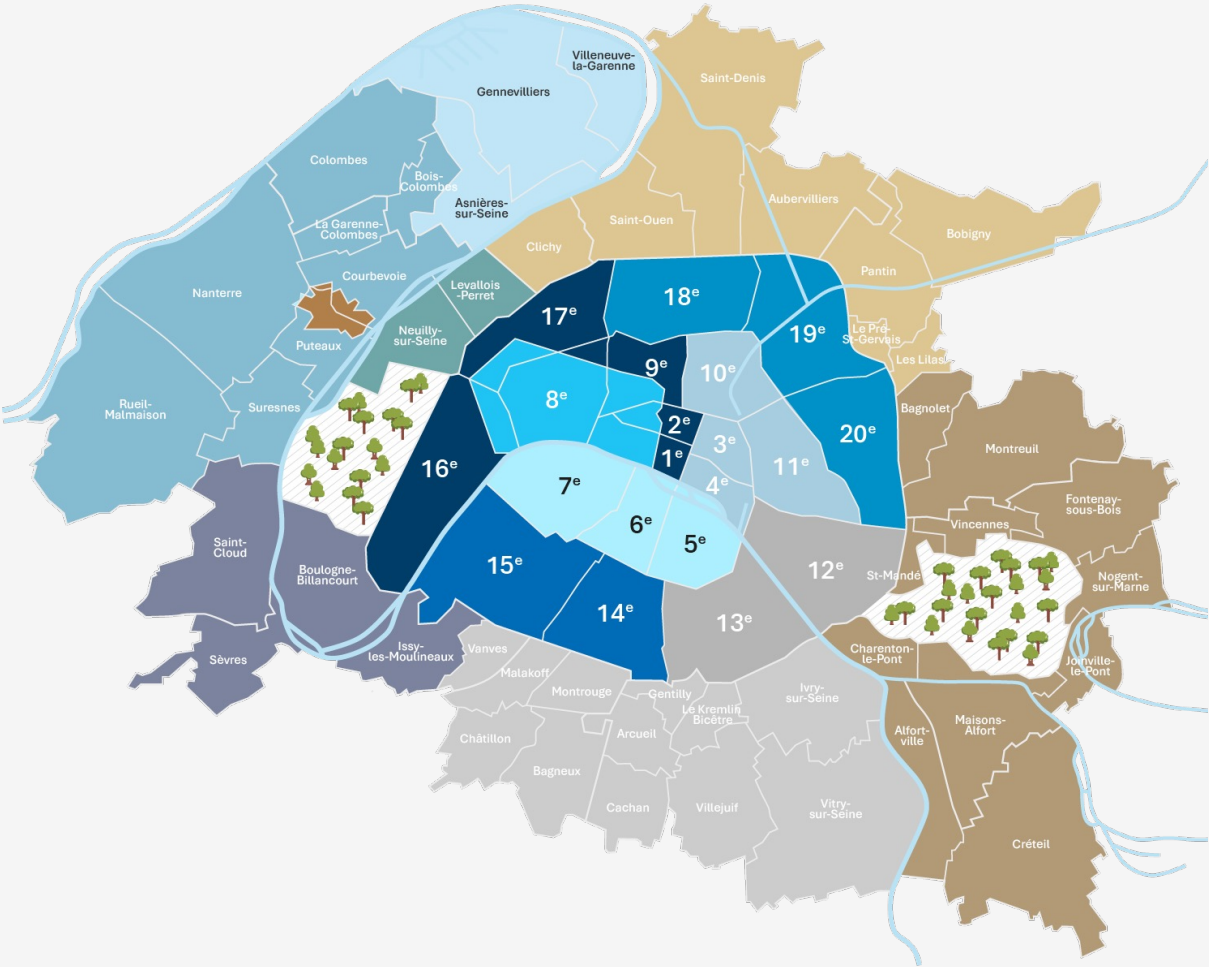 Villeneuve-
la-Garenne
Saint-Denis
Gennevilliers
Colombes
Bois-
Colombes
Asnières-
sur-Seine
Aubervilliers
Saint-Ouen
La Garenne-
Colombes
Clichy
Bobigny
Pantin
Courbevoie
Nanterre
Levallois
-Perret
17e
18e
19e
Neuilly-
sur-Seine
Puteaux
Le Pré-
St-Gervais
Les Lilas
9e
10e
8e
Rueil-
Malmaison
Suresnes
Bagnolet
2e
20e
3e
Montreuil
1e
16e
11e
7e
4e
Fontenay-
sous-Bois
6e
5e
Vincennes
Saint-
Cloud
15e
12e
St-Mandé
Boulogne-
Billancourt
Nogent-
sur-Marne
14e
13e
Sèvres
Issy-
les-Moulineaux
Vanves
Charenton-
le-Pont
Joinville-
le-Pont
Malakoff
Montrouge
Gentilly
Ivry-
sur-Seine
Le Kremlin
Bicêtre
Châtillon
Arcueil
Alfort-
ville
Maisons-
Alfort
Bagneux
Cachan
Villejuif
Vitry-
sur-Seine
Créteil